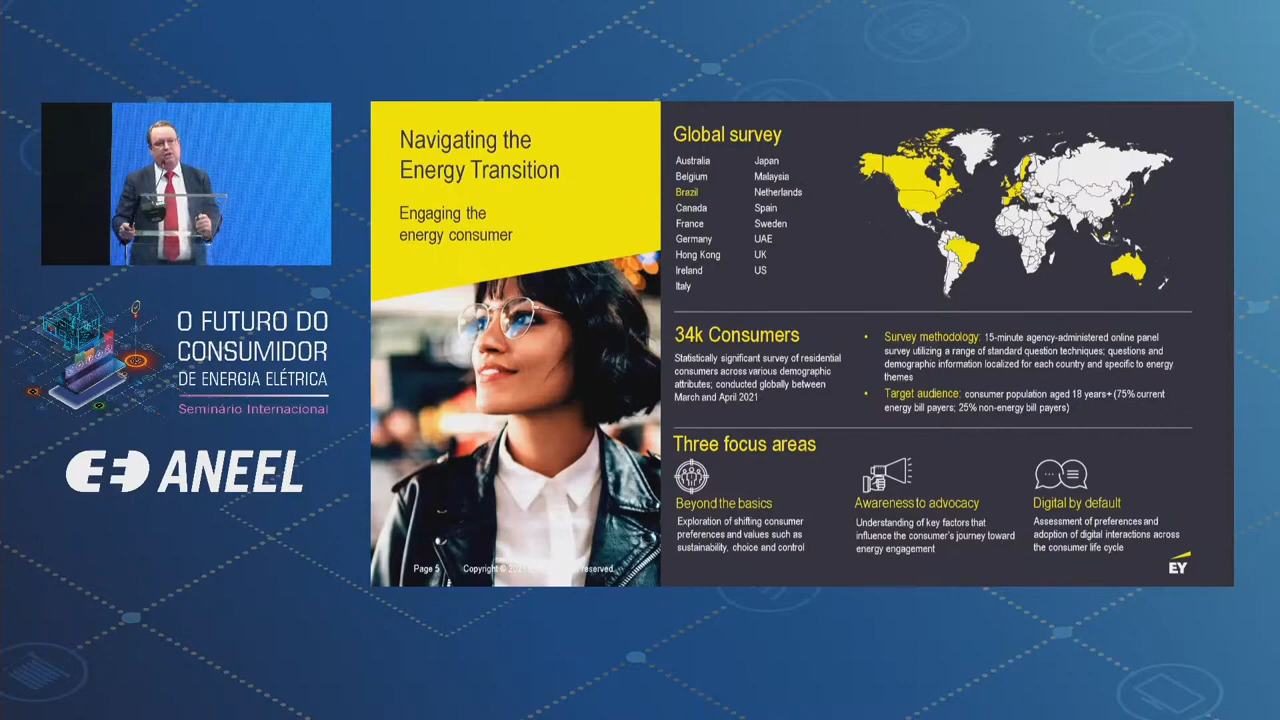 O FUTURO DO
CONSUMIDOR
DE ENERGIA ELÉTRICA
Seminário Internacional
ANEEL
Navigating the
Energy Transition
Engaging the
energy consumer
Page 5 Copyright © reserved.
Global survey
Australia
Belgium
Brazil
Canada
France
Germany
Hong Kong
Ireland
Italy
Japan
Malaysia
Netherlands
Spain
Sweden
UAE
UK
US
34k Consumers
Statistically significant survey of residential
consumers across various demographic
attributes; conducted globally between
March and April 2021
• Survey methodology: 15-minute agency-administered online panel
survey utilizing a range of standard question techniques; questions and
demographic information localized for each country and specific to energy
themes
• Target audience: consumer population aged 18 years+ (75% current
energy bill payers; 25% non-energy bill payers)
Three focus areas
Beyond the basics
Exploration of shifting consumer
preferences and values such as
sustainability, choice and control
Awareness to advocacy
Understanding of key factors that
influence the consumer's journey toward
energy engagement
Digital by default
Assessment of preferences and
adoption of digital interactions across
the consumer life cycle
EY